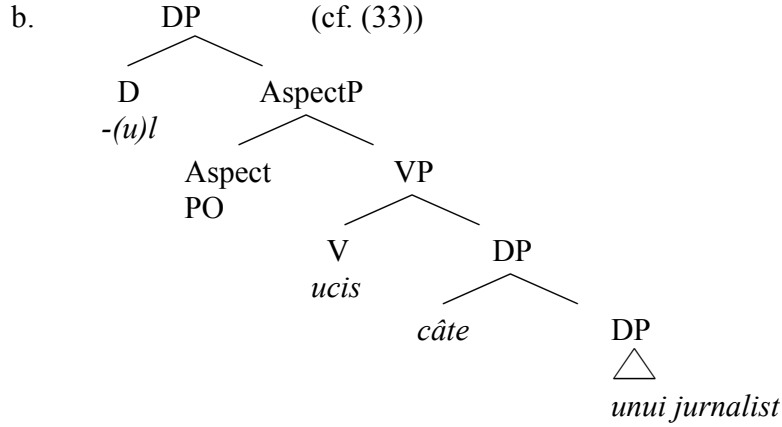 b. DP (cf. (33))
D AspectP
-(u)l
Aspect VP
PO
V DP
ucis
câte DP
unui jurnalist